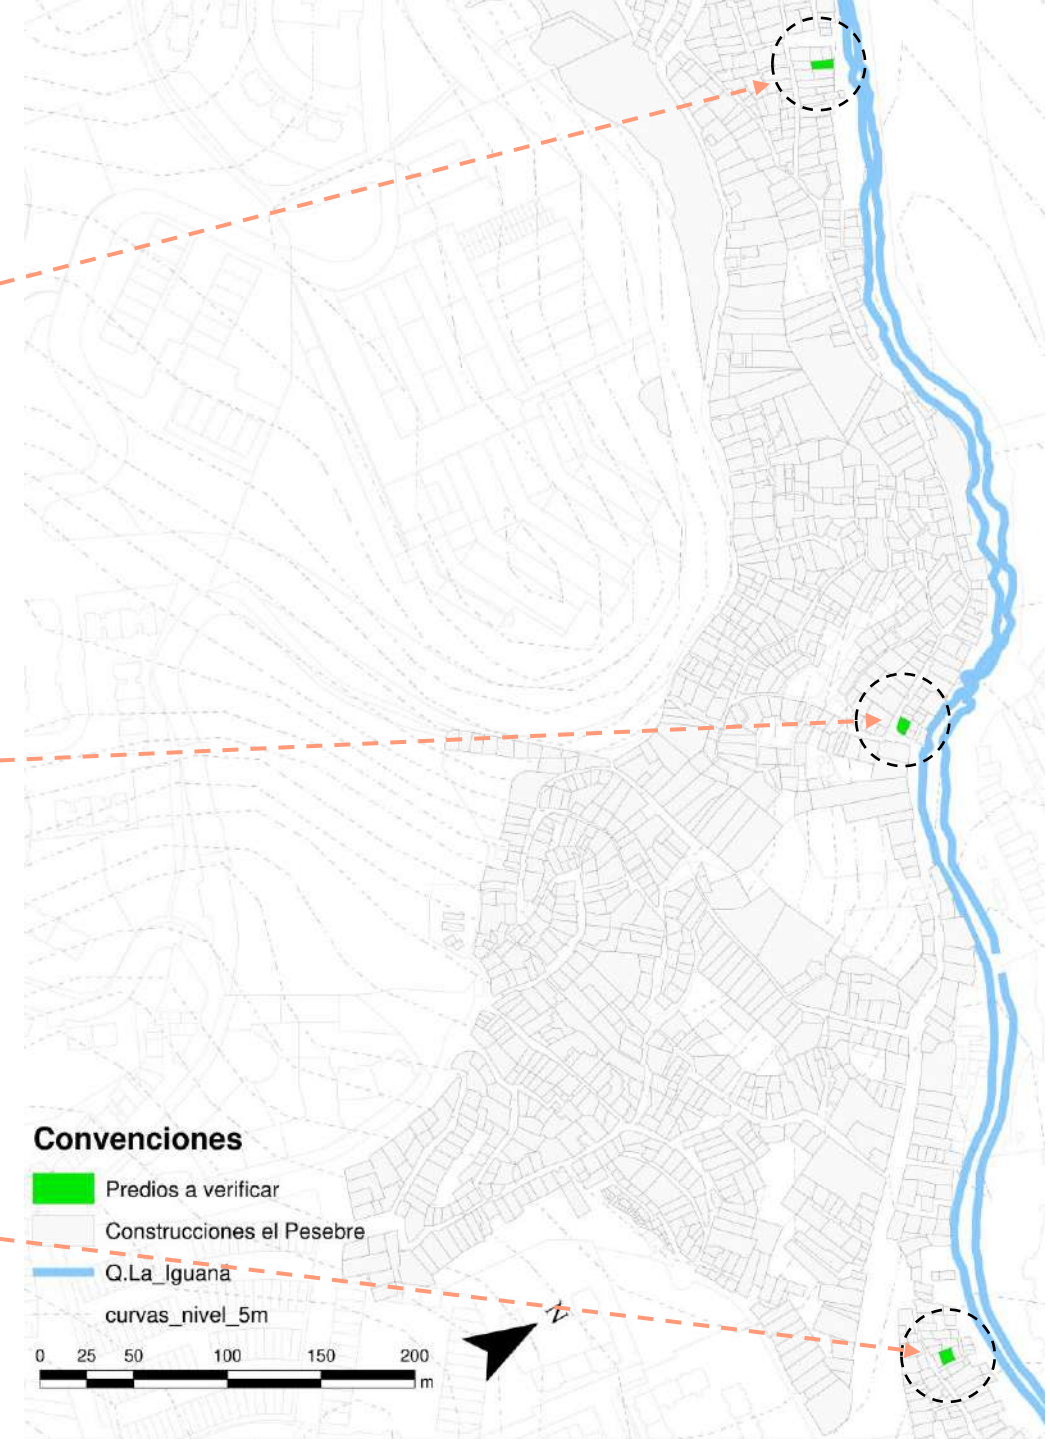 Convenciones
Predios a verificar
Construcciones el Pesebre
Q.La_Iguana
curvas_nivel_5m
N
0 25 50 100 150 200
m